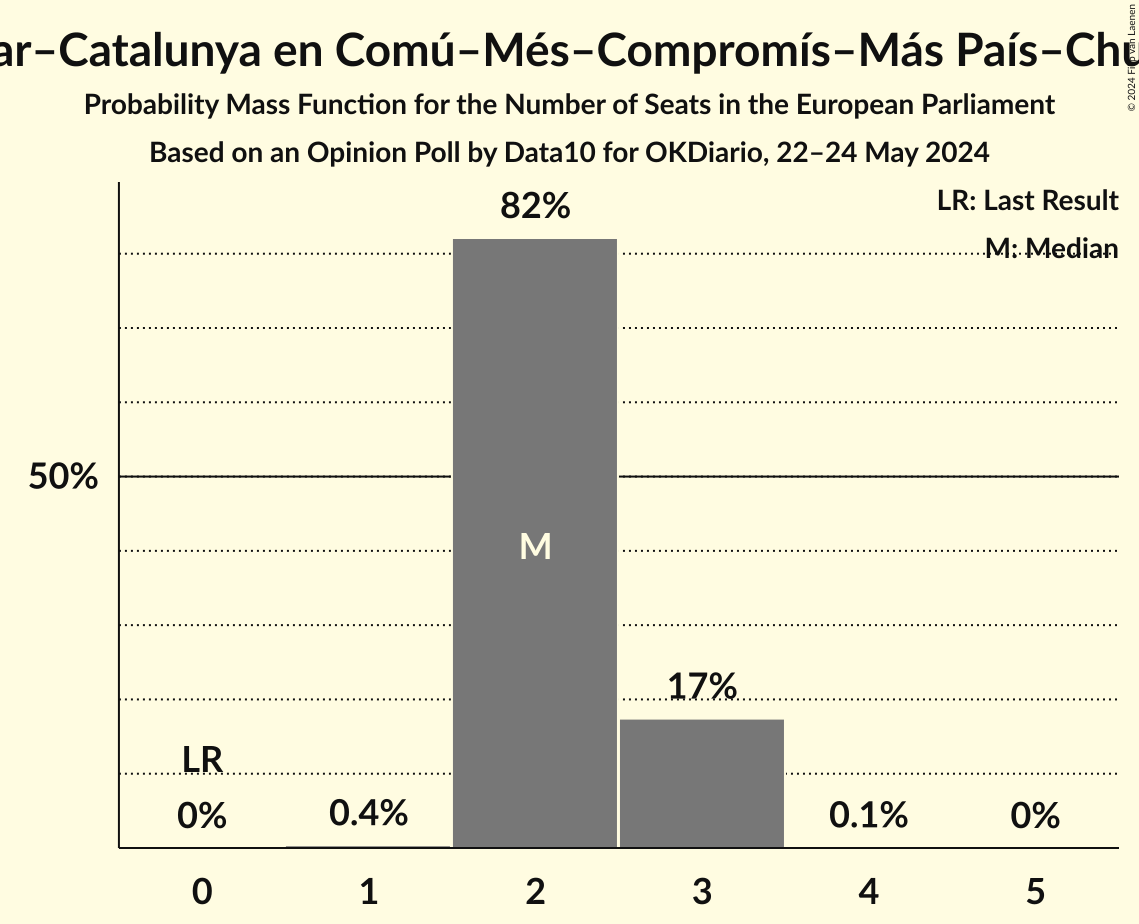 ar–Catalunya en Comú–Més–Compromís–Más País–Chu
Probability Mass Function for the Number of Seats in the European Parliament
Based on an Opinion Poll by Data10 for OKDiario, 22–24 May 2024
© 2024 Filip van Laenen
LR: Last Result
M: Median
82%
50%
M
17%
LR
0%
0.4%
0.1%
0%
0 1 2 3 4 5